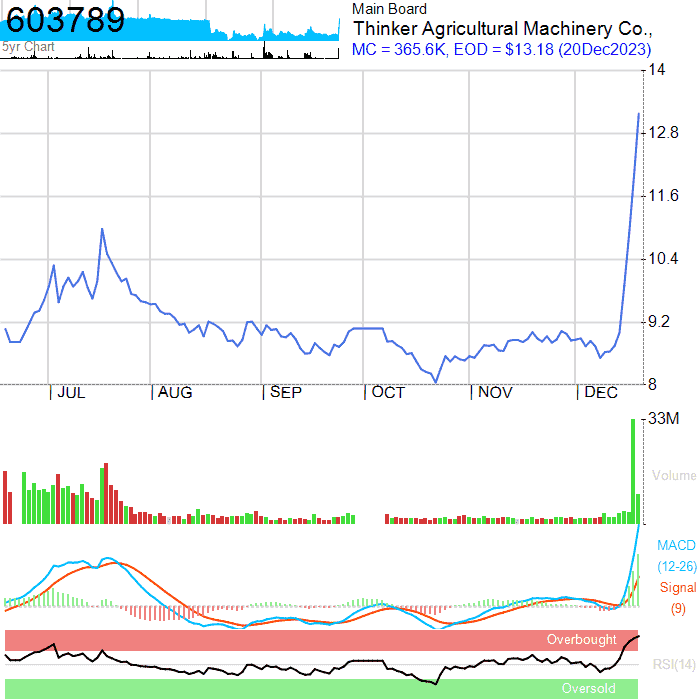 603789
5yr Chart
Main Board
Thinker Agricultural Machinery Co.,
MC = 365.6K, EOD = $13.18 (20Dec2023)
14
12.8
11.6
10.4
9.2
8
JUL AUG SEP OCT NOV DEC
33M
Volume
MACD
(12-26)
Signal
(9)
Overbought
RSI(14)
Oversold